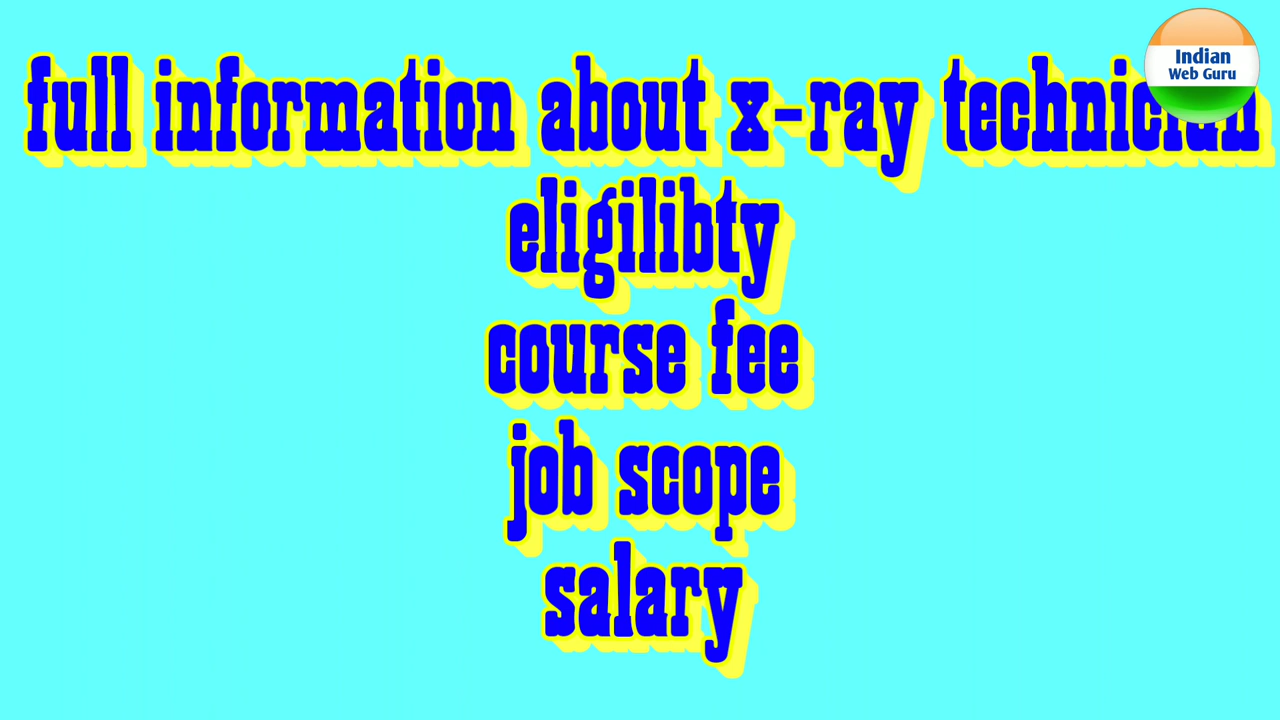 Indian
Web Guru
full information about x-ray technician
eligilibty
course fee
job scope
salary